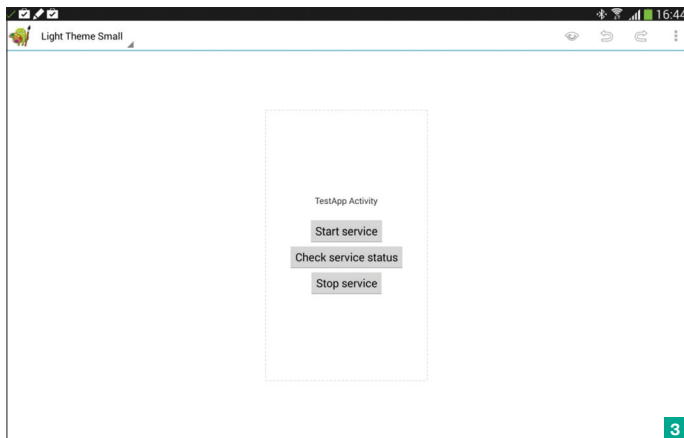 16:44
Light Theme Small
TestApp Activity
Start service
Check service status
Stop service
3